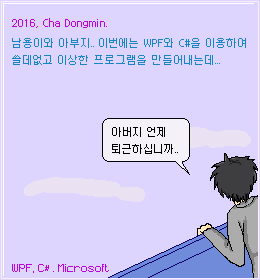 2016, Cha Dongmin.
남용이와 아부지.. 이번에는 WPF와 C#을 이용하여
쓸데없고 이상한 프로그램을 만들어내는데...
아버지 언제
퇴근하십니까..
WPF, C#. Microsoft